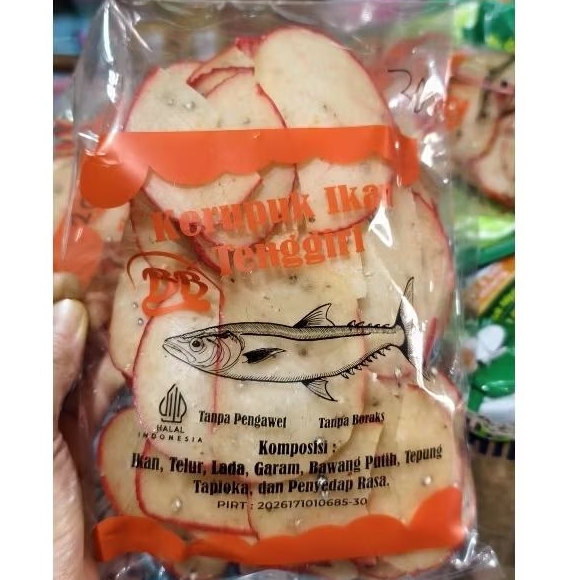 Kerupuk Ikan
Tenggiri
BB
HALAL
INDONESIA
Tanpa Pengawet Tanpa Boraks
Komposisi :
Ikan, Telur, Lada, Garam, Bawang Putih, Tepung
Tapioka, dan Penyedap Rasa.
PIRT : 2026171010685-30